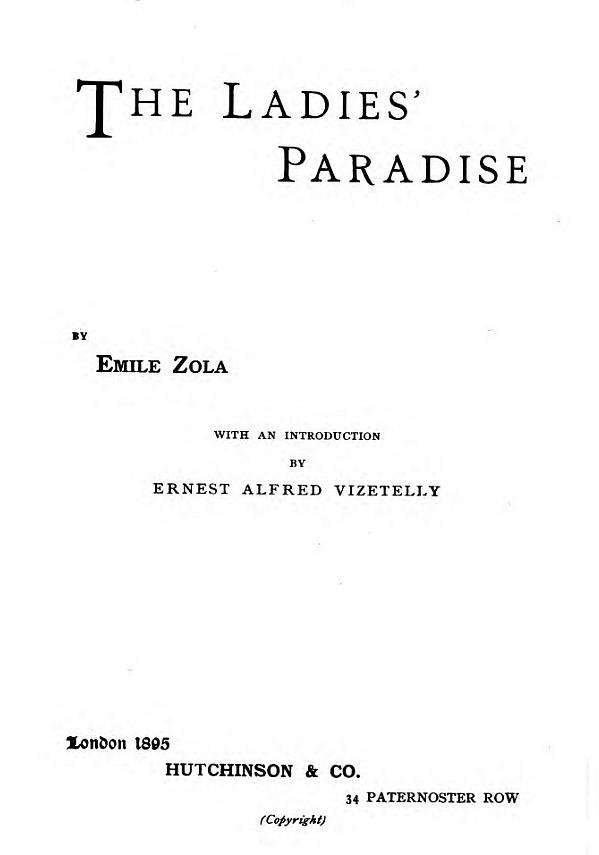 THE LADIES'
PARADISE
BY
EMILE ZOLA
WITH AN INTRODUCTION
BY
ERNEST ALFRED VIZETELLY
London 1895
HUTCHINSON & CO.
34 PATERNOSTER ROW
(Copyright)